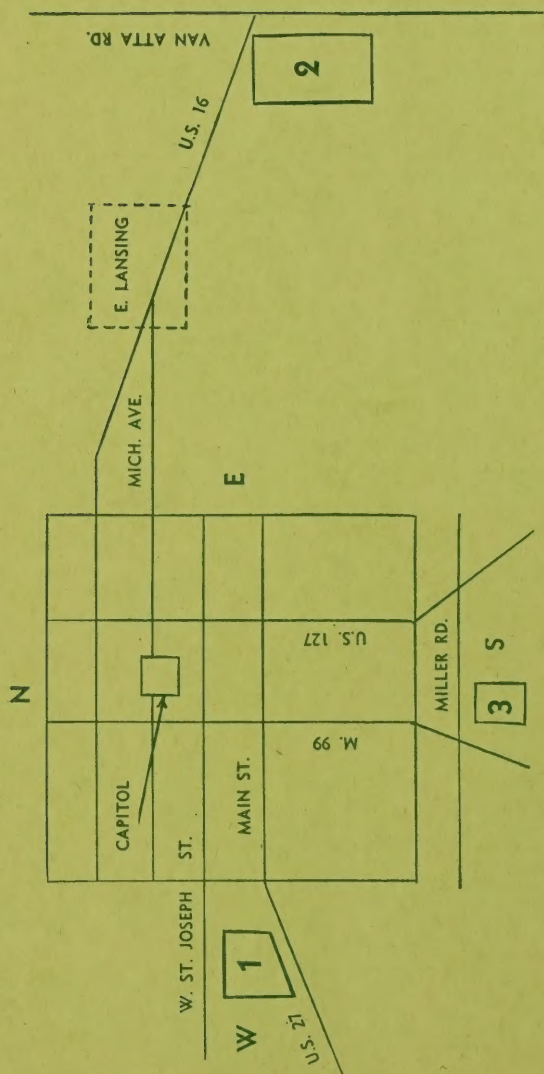 N
VAN ATTA RD.
2
U.S. 16
E. LANSING
MICH. AVE.
E
CAPITOL
W. ST. JOSEPH ST.
MAIN ST.
U.S. 127
M. 99
W
1
U.S. 27
MILLER RD.
3
S